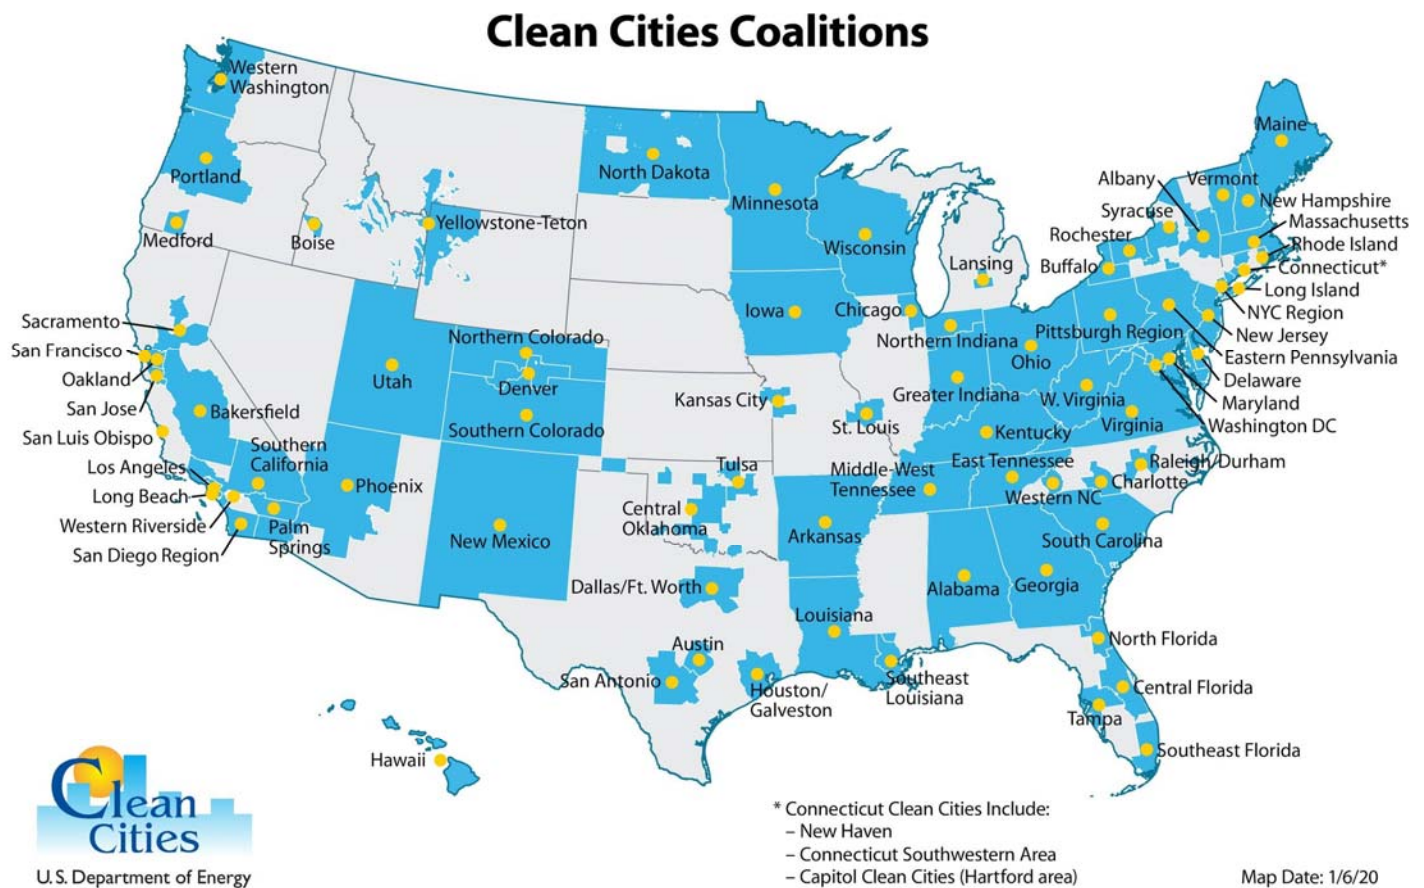 Clean Cities Coalitions
Western
Washington
Portland
Medford
Boise
Yellowstone-Teton
North Dakota
Minnesota
Wisconsin
Iowa
Chicago
Lansing
Northern Indiana
Greater Indiana
Ohio
Pittsburgh Region
W. Virginia
Virginia
Kentucky
Maine
Albany
Vermont
New Hampshire
Syracuse
Massachusetts
Rochester
Rhode Island
Buffalo
Connecticut*
Long Island
NYC Region
New Jersey
Eastern Pennsylvania
Delaware
Maryland
Washington DC
Sacramento
San Francisco
Oakland
San Jose
San Luis Obispo
Bakersfield
Southern
California
Los Angeles
Long Beach
Western Riverside
San Diego Region
Palm
Springs
Utah
Northern Colorado
Denver
Southern Colorado
Phoenix
New Mexico
Kansas City
St. Louis
Tulsa
Central
Oklahoma
Dallas/Ft. Worth
Austin
San Antonio
Houston/
Galveston
Arkansas
Louisiana
Southeast
Louisiana
Middle-West
Tennessee
East Tennessee
Western NC
Raleigh/Durham
Charlotte
South Carolina
Alabama
Georgia
North Florida
Central Florida
Tampa
Southeast Florida
Hawaii
Clean
Cities
U.S. Department of Energy
* Connecticut Clean Cities Include:
– New Haven
– Connecticut Southwestern Area
– Capitol Clean Cities (Hartford area)
Map Date: 1/6/20